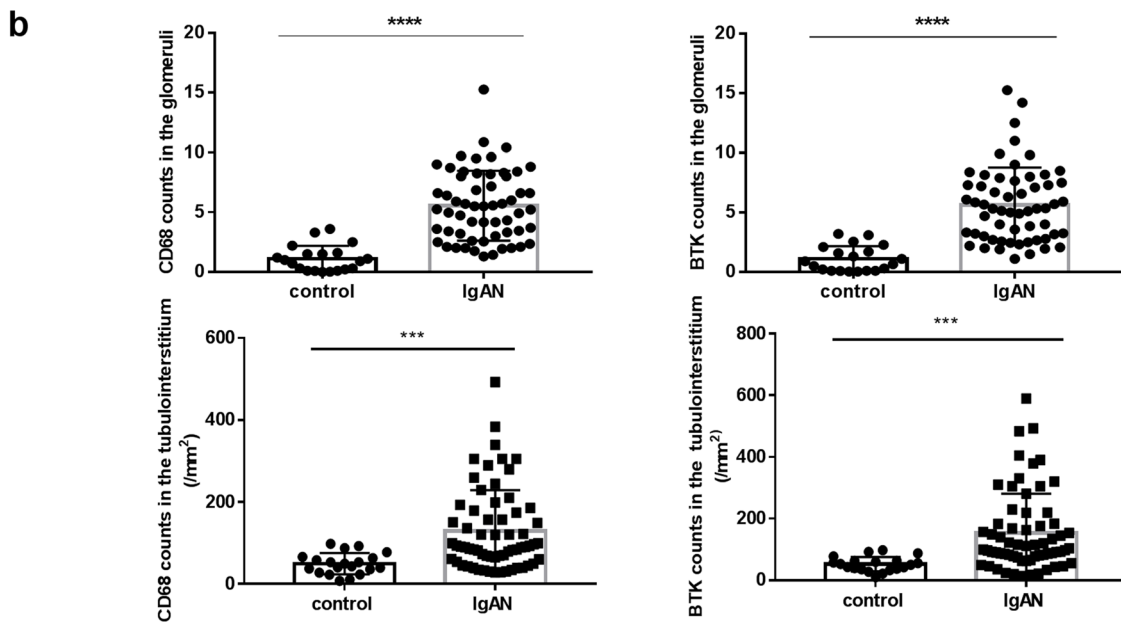 b
CD68 counts in the glomeruli
20
15
10
5
0
****
control
IgAN
BTK counts in the glomeruli
20
15
10
5
0
****
control
IgAN
CD68 counts in the tubulointerstitium
(/mm²)
600
400
200
0
***
control
IgAN
BTK counts in the tubulointerstitium
(/mm²)
800
600
400
200
0
***
control
IgAN